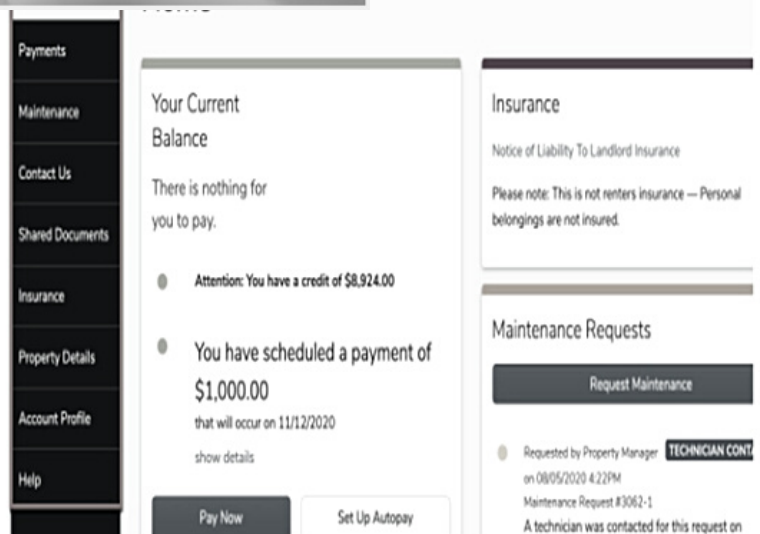 Payments
Maintenance
Contact Us
Shared Documents
Insurance
Property Details
Account Profile
Help
Your Current
Balance
There is nothing for
you to pay.
Attention: You have a credit of $8,924.00
You have scheduled a payment of
$1,000.00
that will occur on 11/12/2020
show details
Pay Now
Set Up Autopay
Insurance
Notice of Liability To Landlord Insurance
Please note: This is not renters insurance — Personal
belongings are not insured.
Maintenance Requests
Request Maintenance
Requested by Property Manager TECHNICIAN
on 08/05/2020 4:22PM
Maintenance Request #3062-1
A technician was contacted for this request on